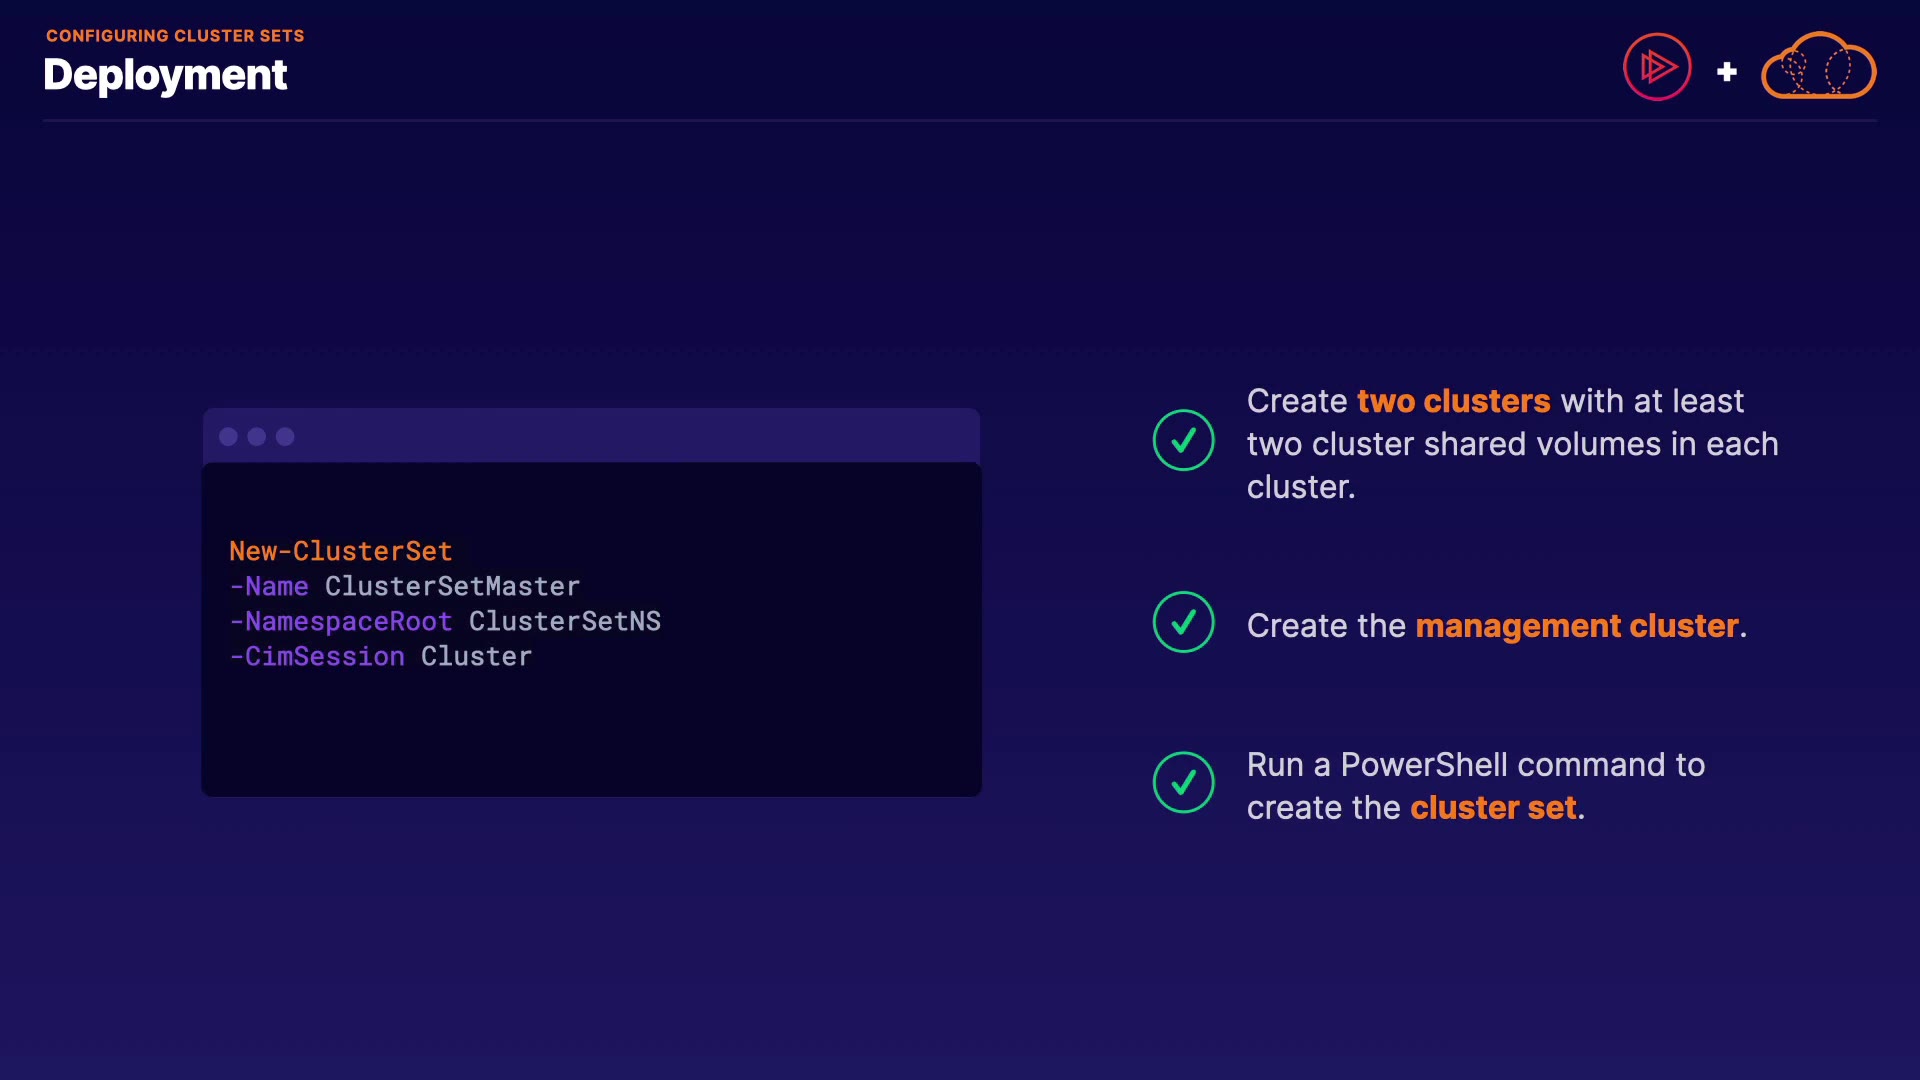 CONFIGURING CLUSTER SETS
Deployment
New-ClusterSet
-Name ClusterSetMaster
-NamespaceRoot ClusterSetNS
-CimSession Cluster
Create two clusters with at least
two cluster shared volumes in each
cluster.
Create the management cluster.
Run a PowerShell command to
create the cluster set.